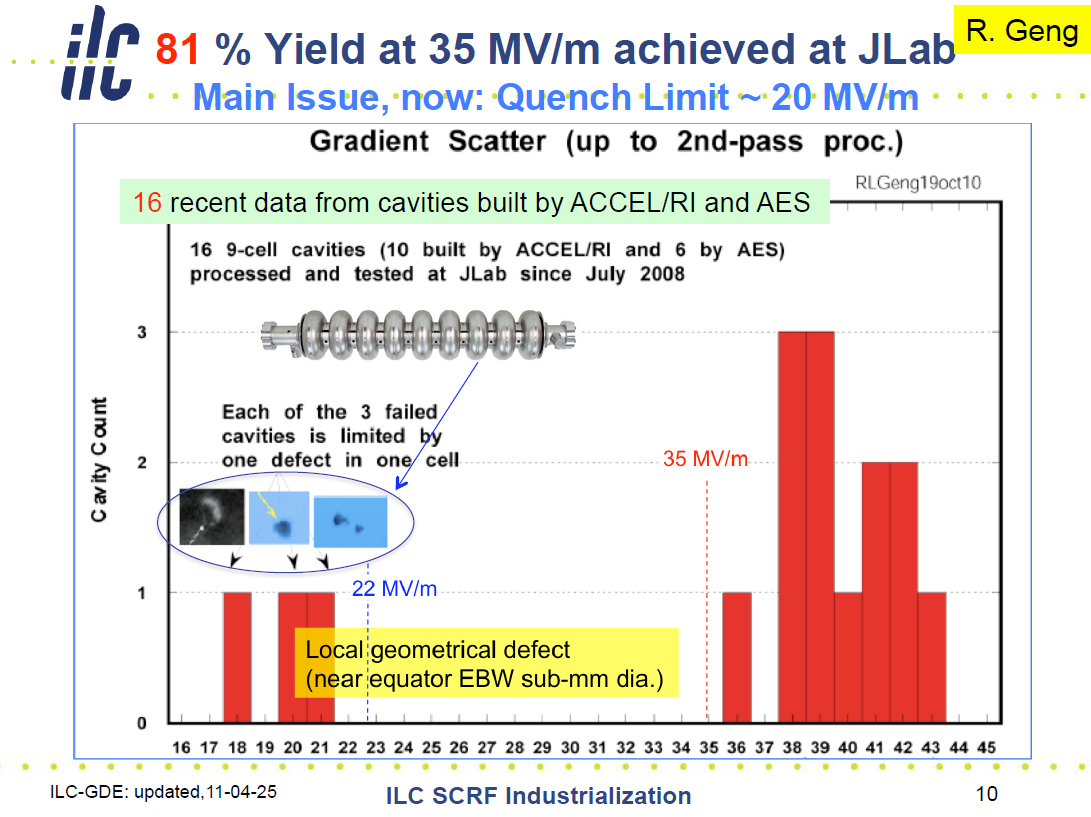 ilc
81 % Yield at 35 MV/m achieved at JLab
R. Geng
Main Issue, now: Quench Limit ~ 20 MV/m
Gradient Scatter (up to 2nd-pass proc.)
RLGeng19oct10
16 recent data from cavities built by ACCEL/RI and AES
16 9-cell cavities (10 built by ACCEL/RI and 6 by AES)
processed and tested at JLab since July 2008
Each of the 3 failed
cavities is limited by
one defect in one cell
35 MV/m
22 MV/m
Local geometrical defect
(near equator EBW sub-mm dia.)
Cavity Count
3
2
1
0
16 17 18 19 20 21 22 23 24 25 26 27 28 29 30 31 32 33 34 35 36 37 38 39 40 41 42 43 44 45
ILC-GDE: updated,11-04-25
ILC SCRF Industrialization
10